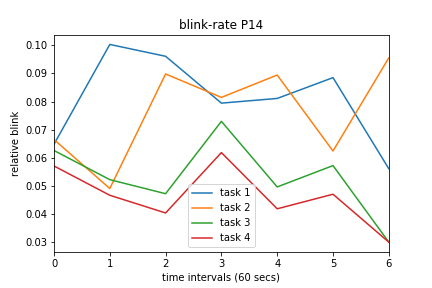 blink-rate P14
relative blink
0.10
0.09
0.08
0.07
0.06
0.05
0.04
0.03
task 1
task 2
task 3
task 4
0 1 2 3 4 5 6
time intervals (60 secs)